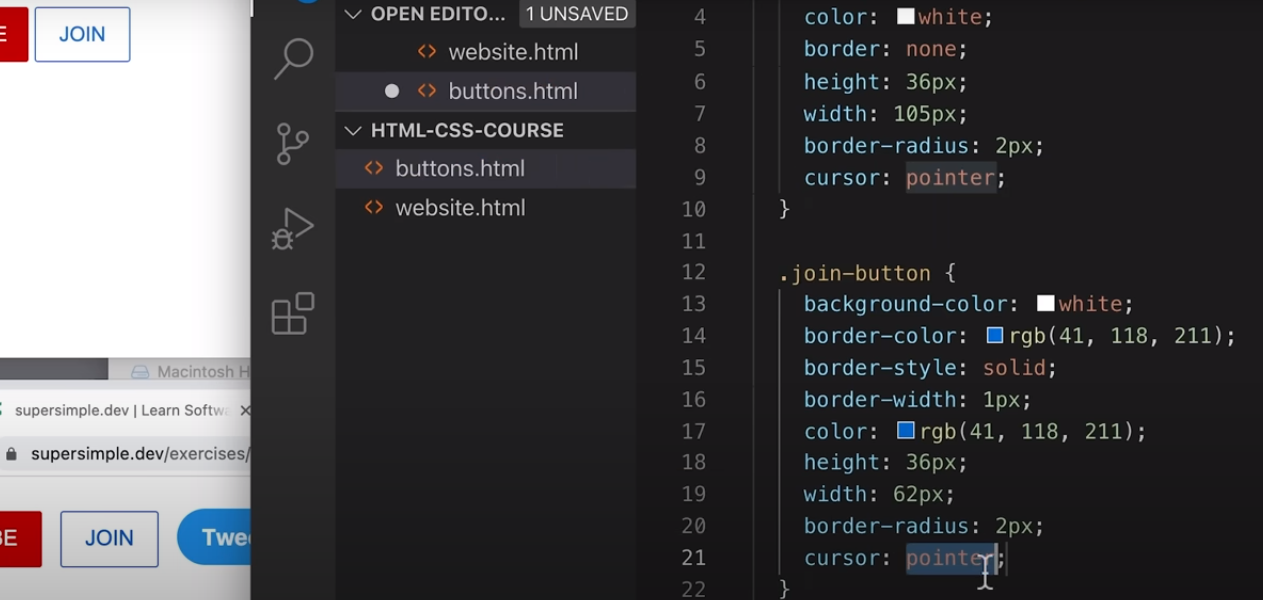 E
JOIN
OPEN EDITO...
1 UNSAVED
website.html
buttons.html
HTML-CSS-COURSE
buttons.html
website.html
4 color: white;
5 border: none;
6 height: 36px;
7 width: 105px;
8 border-radius: 2px;
9 cursor: pointer;
10 }
11
12 .join-button {
13 background-color: white;
14 border-color: rgb(41, 118, 211);
15 border-style: solid;
16 border-width: 1px;
17 color: rgb(41, 118, 211);
18 height: 36px;
19 width: 62px;
20 border-radius: 2px;
21 cursor: pointer;
22 }
Macintosh H
supersimple.dev | Learn Softw
supersimple.dev/exercises/
BE
JOIN
Twe